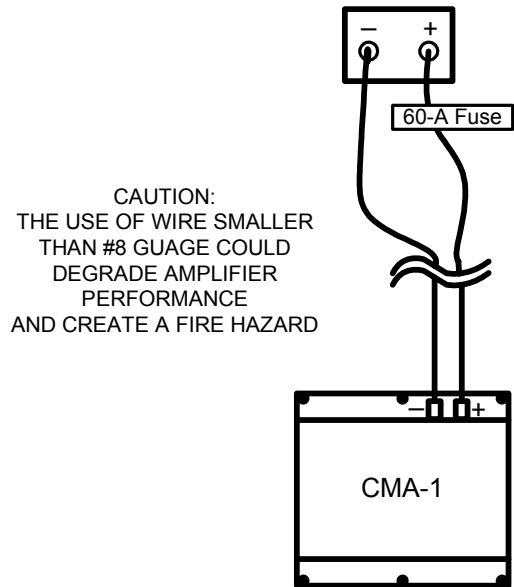 − +
60-A Fuse
CAUTION:
THE USE OF WIRE SMALLER
THAN #8 GUAGE COULD
DEGRADE AMPLIFIER
PERFORMANCE
AND CREATE A FIRE HAZARD
− +
CMA-1